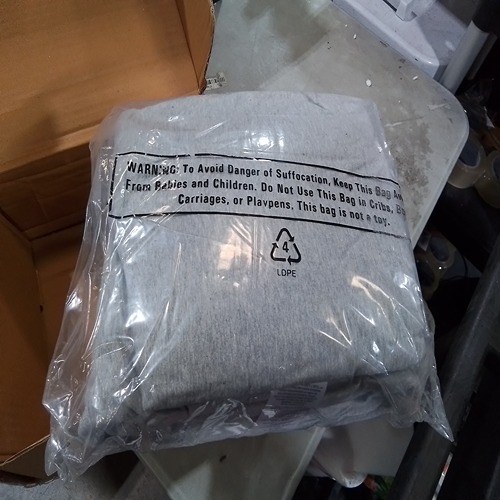 WARNING: To Avoid Danger of Suffocation, Keep This Bag
From Babies and Children. Do Not Use This Bag in Cribs,
Carriages, or Playpens. This bag is not a toy.
4
LDPE